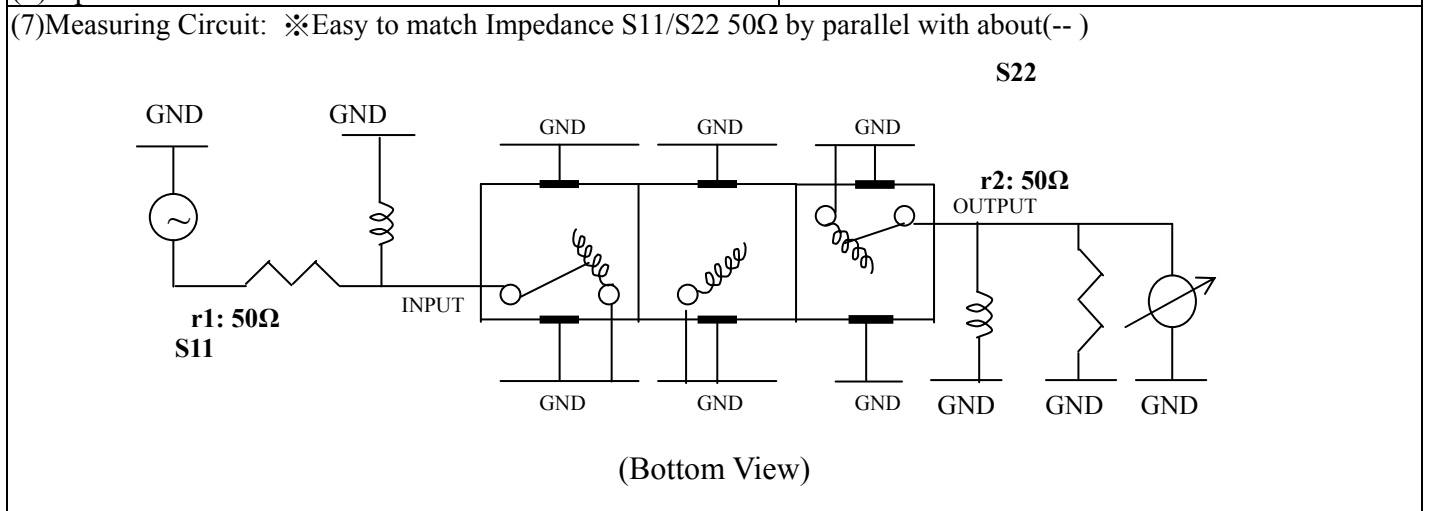 (7)Measuring Circuit: ※Easy to match Impedance S11/S22 50Ω by parallel with about(-- )
S22
GND GND GND GND GND
r2: 50Ω
OUTPUT
~
INPUT
r1: 50Ω
S11
GND GND GND GND GND GND
(Bottom View)